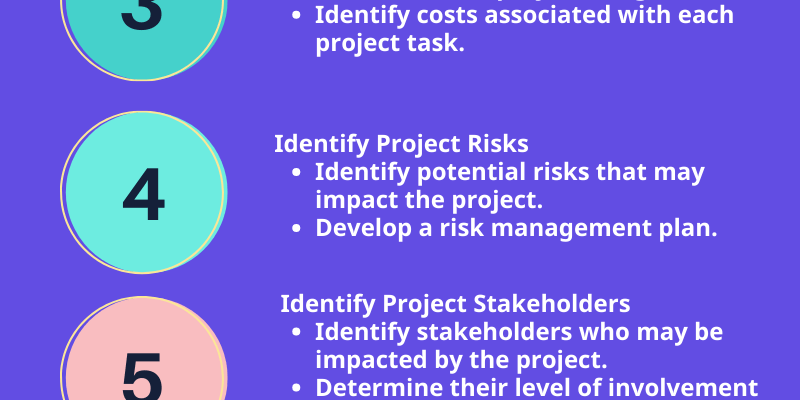 3
• Identify costs associated with each
project task.
4
Identify Project Risks
• Identify potential risks that may
impact the project.
• Develop a risk management plan.
5
Identify Project Stakeholders
• Identify stakeholders who may be
impacted by the project.
• Determine their level of involvement